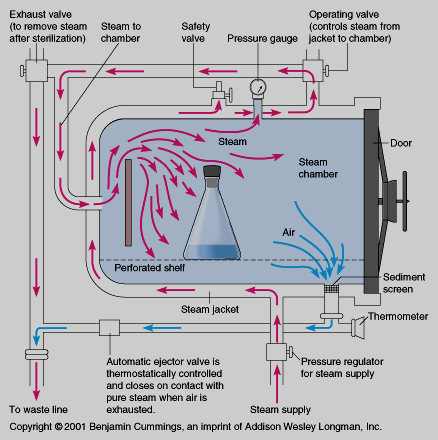 Exhaust valve
(to remove steam
after sterilization)
Steam to
chamber
Safety
valve
Pressure gauge
Operating valve
(controls steam from
jacket to chamber)
Steam
Steam
chamber
Door
Air
Perforated shelf
Sediment
screen
Steam jacket
Thermometer
Automatic ejector valve is
thermostatically controlled
and closes on contact with
pure steam when air is
exhausted.
Pressure regulator
for steam supply
To waste line
Steam supply
Copyright © 2001 Benjamin Cummings, an imprint of Addison Wesley Longman, Inc.